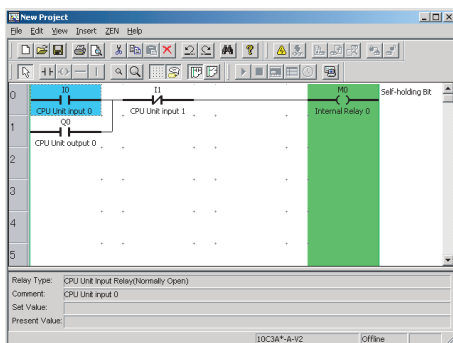 New Project
File Edit View Insert ZEN Help
0 I0 I1 M0 Self-holding Bit
CPU Unit input 0 CPU Unit input 1 Internal Relay 0
1 Q0
CPU Unit output 0
2
3
4
5
Relay Type: CPU Unit Input Relay(Normally Open)
Comment: CPU Unit input 0
Set Value:
Present Value:
10C3A*-A-V2 Offline